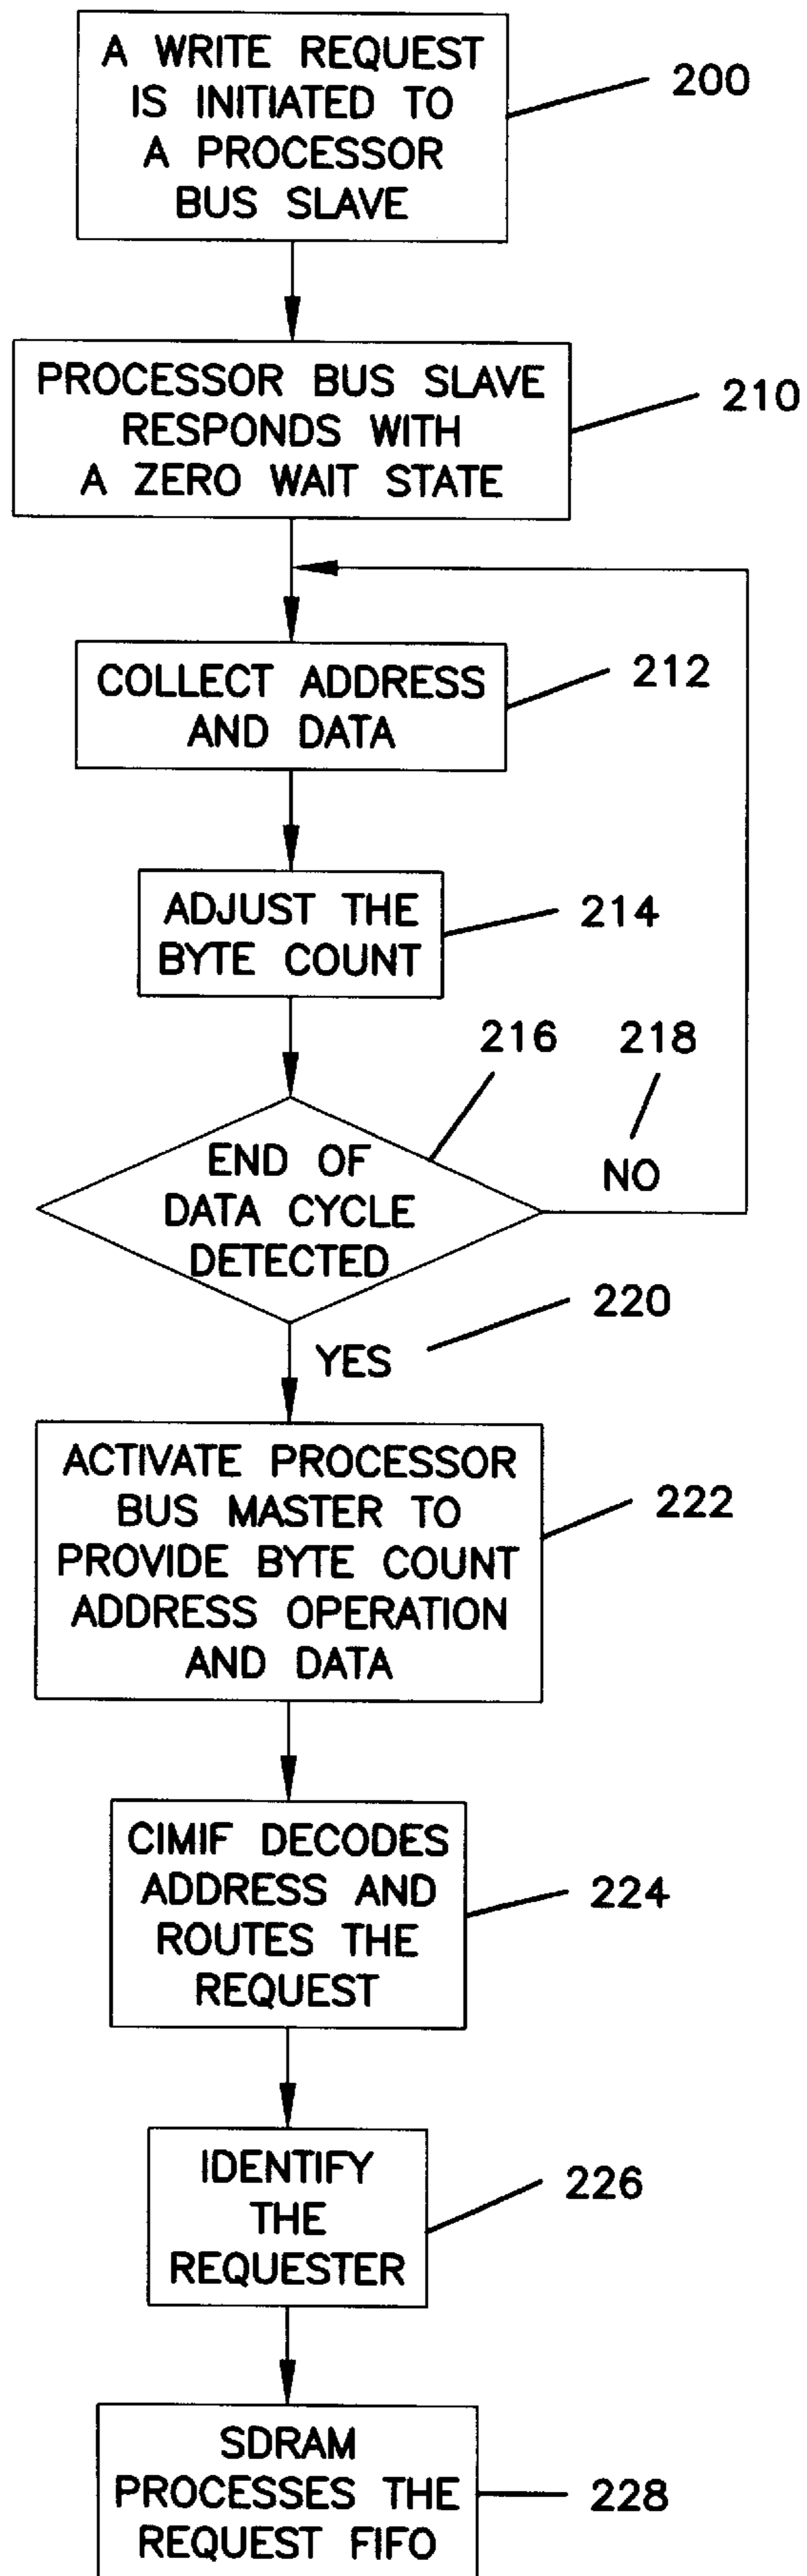 A WRITE REQUEST
IS INITIATED TO
A PROCESSOR
BUS SLAVE
200
PROCESSOR BUS SLAVE
RESPONDS WITH
A ZERO WAIT STATE
210
COLLECT ADDRESS
AND DATA
212
ADJUST THE
BYTE COUNT
214
216
218
END OF
DATA CYCLE
DETECTED
NO
220
YES
ACTIVATE PROCESSOR
BUS MASTER TO
PROVIDE BYTE COUNT
ADDRESS OPERATION
AND DATA
222
CIMIF DECODES
ADDRESS AND
ROUTES THE
REQUEST
224
IDENTIFY
THE
REQUESTER
226
SDRAM
PROCESSES THE
REQUEST FIFO
228